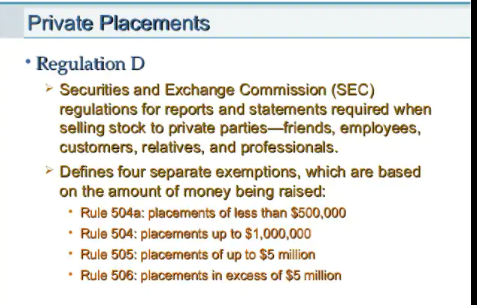 Private Placements
• Regulation D
➢ Securities and Exchange Commission (SEC)
regulations for reports and statements required when
selling stock to private parties—friends, employees,
customers, relatives, and professionals.
➢ Defines four separate exemptions, which are based
on the amount of money being raised:
• Rule 504a: placements of less than $500,000
• Rule 504: placements up to $1,000,000
• Rule 505: placements of up to $5 million
• Rule 506: placements in excess of $5 million